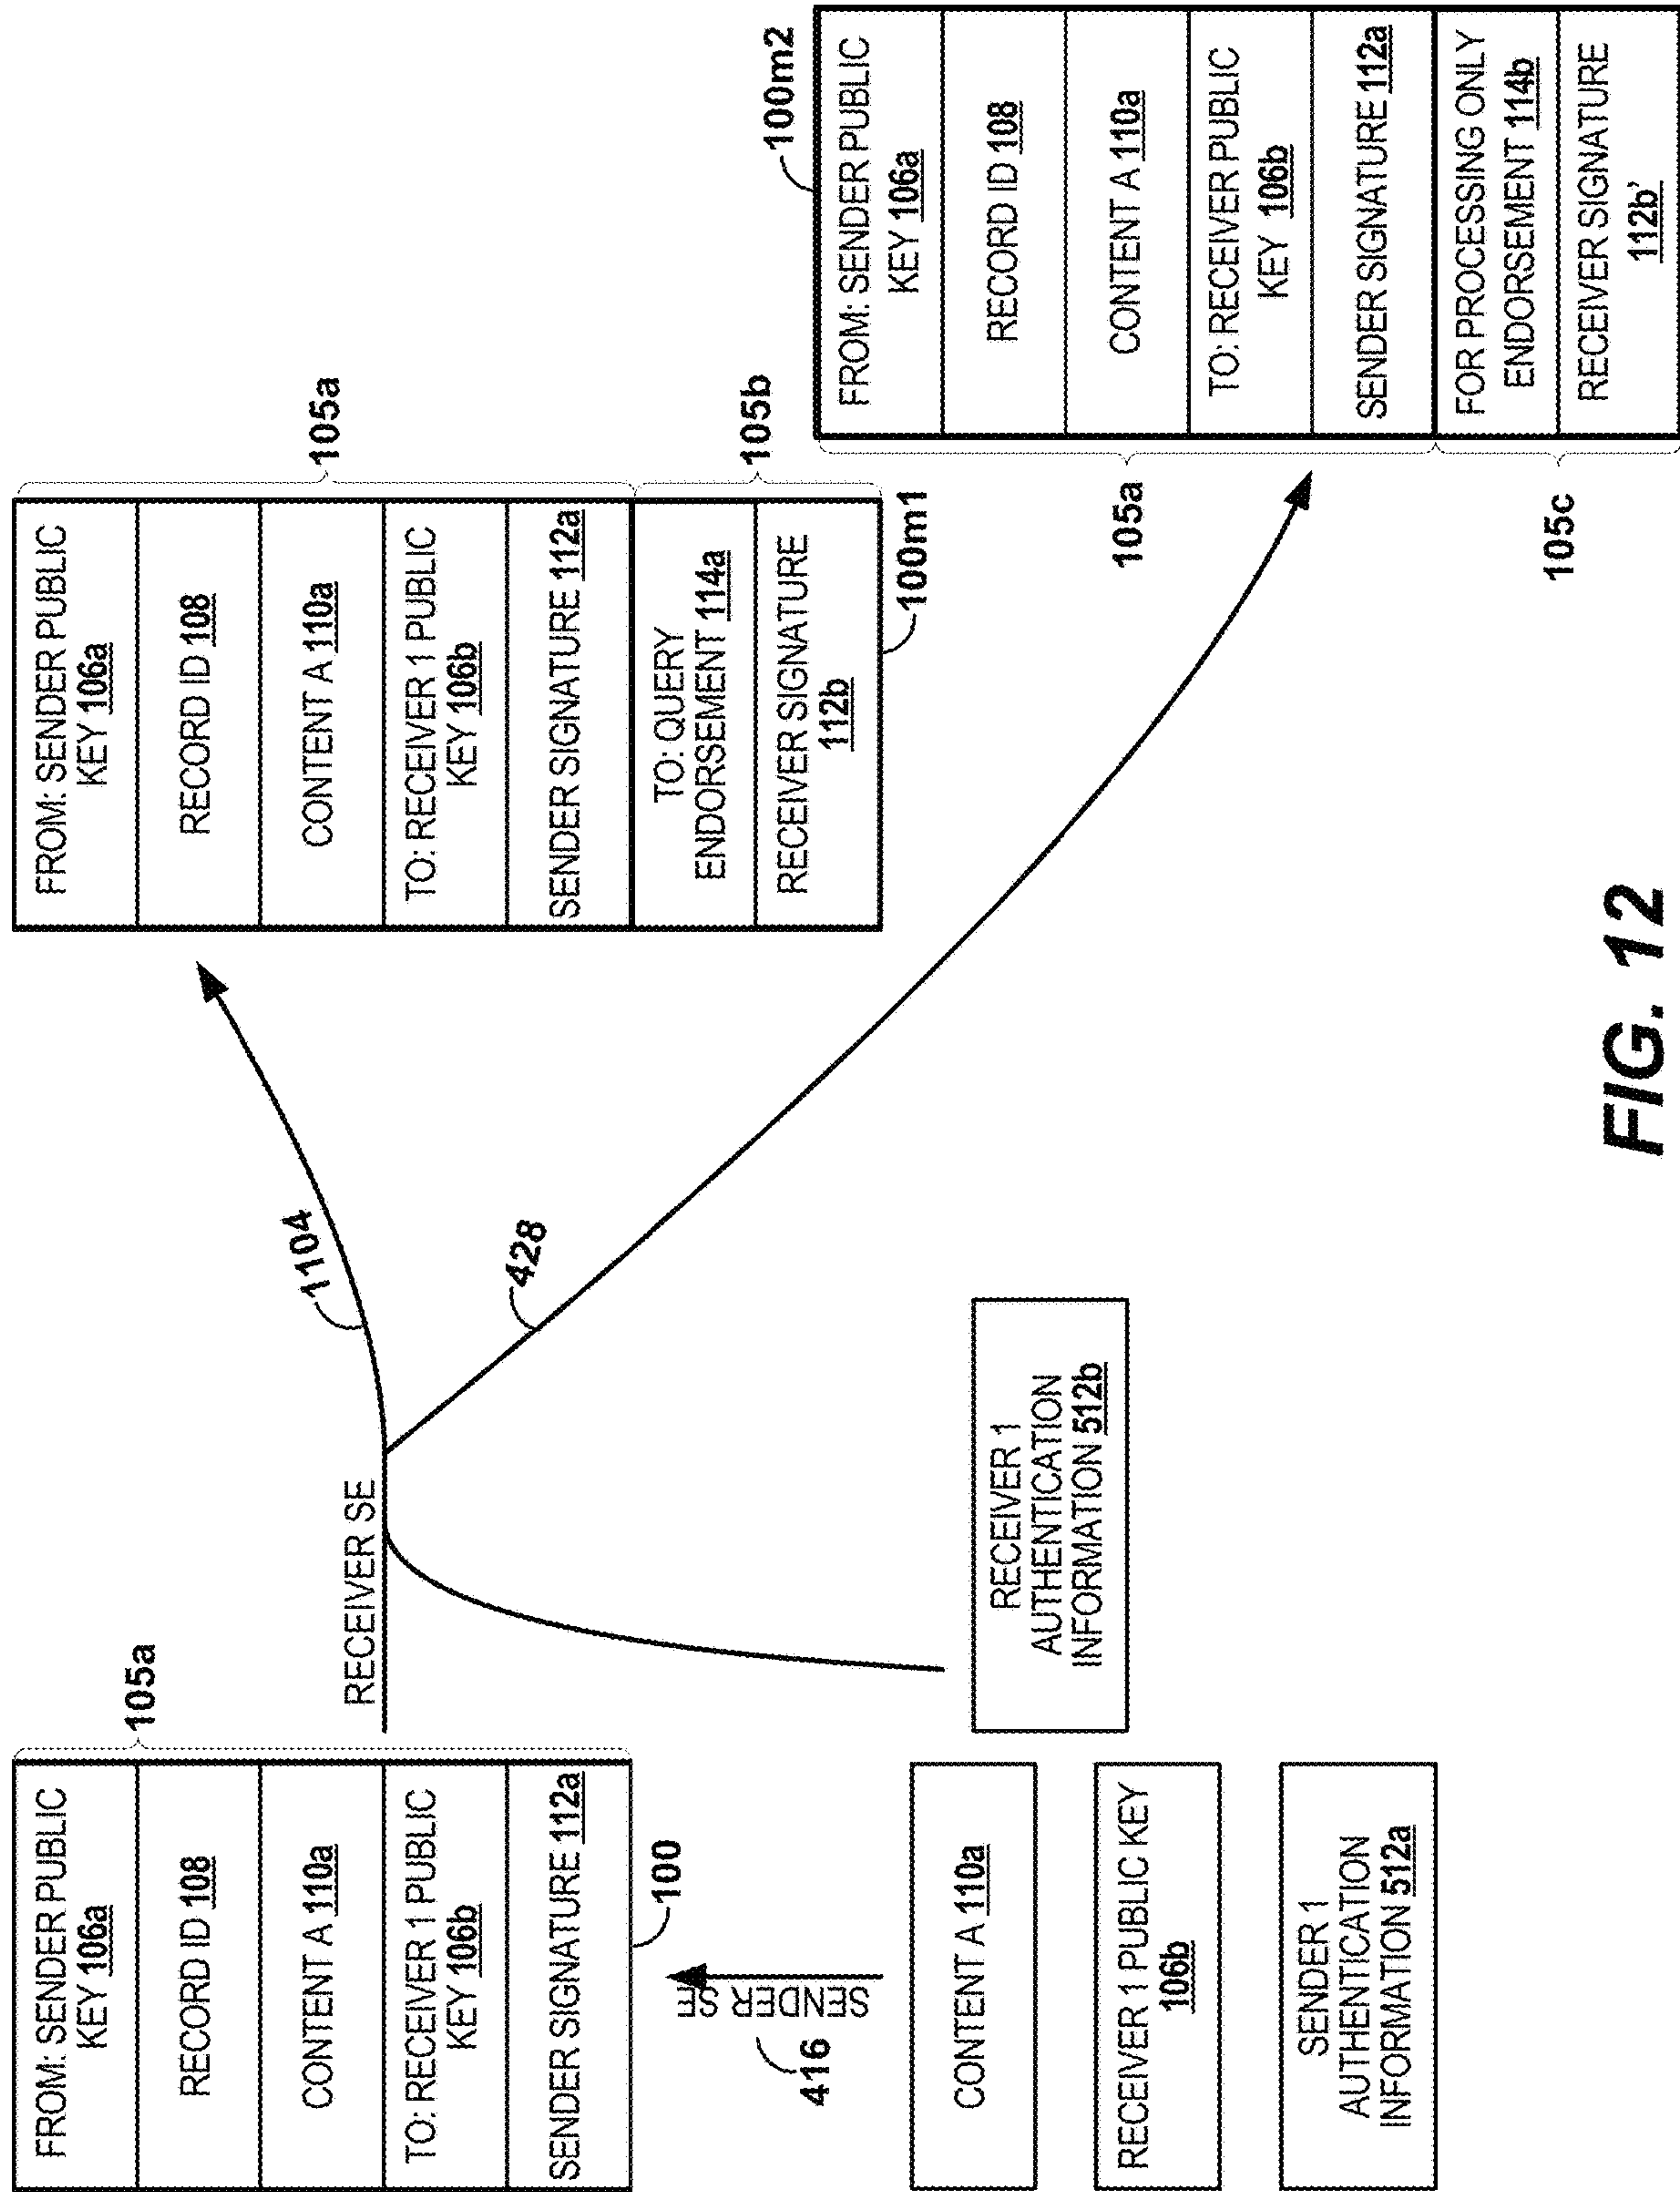 FROM: SENDER PUBLIC
KEY 106a
RECORD ID 108
CONTENT A 110a
TO: RECEIVER 1 PUBLIC
KEY 106b
SENDER SIGNATURE 112a
105a
100
SENDER SE
416
CONTENT A 110a
RECEIVER 1 PUBLIC KEY
106b
SENDER 1
AUTHENTICATION
INFORMATION 512a
RECEIVER SE
RECEIVER 1
AUTHENTICATION
INFORMATION 512b
1104
428
FROM: SENDER PUBLIC
KEY 106a
RECORD ID 108
CONTENT A 110a
TO: RECEIVER 1 PUBLIC
KEY 106b
SENDER SIGNATURE 112a
TO: QUERY
ENDORSEMENT 114a
RECEIVER SIGNATURE
112b
105a
105b
100m1
100m2
FROM: SENDER PUBLIC
KEY 106a
RECORD ID 108
CONTENT A 110a
TO: RECEIVER PUBLIC
KEY 106b
SENDER SIGNATURE 112a
FOR PROCESSING ONLY
ENDORSEMENT 114b
RECEIVER SIGNATURE
112b'
105a
105c
FIG. 12